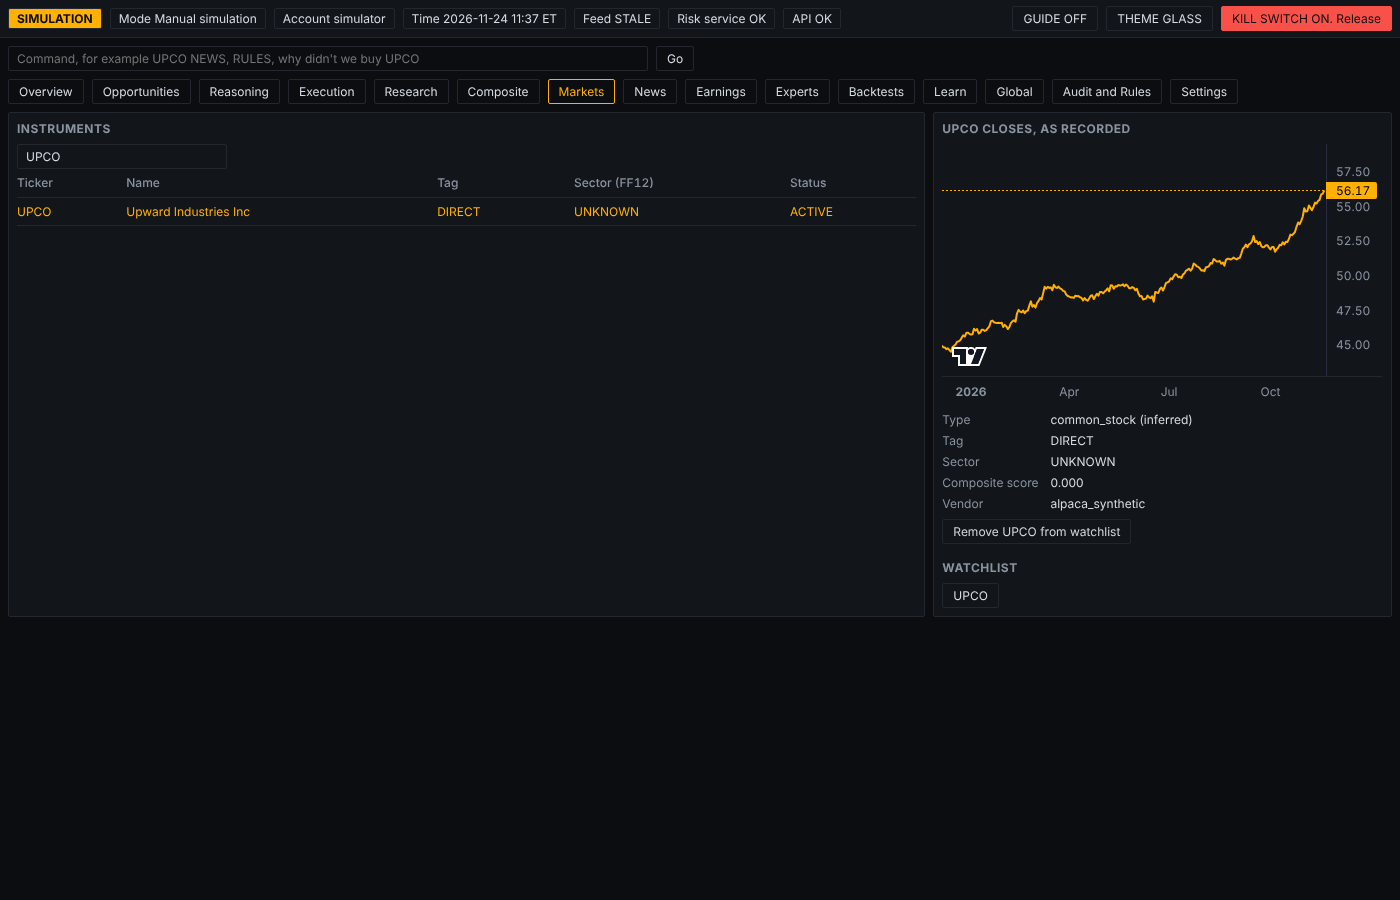 SIMULATION Mode Manual simulation Account simulator Time 2026-11-24 11:37 ET Feed STALE Risk service OK API OK GUIDE OFF THEME GLASS KILL SWITCH ON. Release
Command, for example UPCO NEWS, RULES, why didn't we buy UPCO Go
Overview Opportunities Reasoning Execution Research Composite Markets News Earnings Experts Backtests Learn Global Audit and Rules Settings
INSTRUMENTS
UPCO
Ticker Name Tag Sector (FF12) Status
UPCO Upward Industries Inc DIRECT UNKNOWN ACTIVE
UPCO CLOSES, AS RECORDED
57.50
56.17
55.00
52.50
50.00
47.50
45.00
2026 Apr Jul Oct
Type common_stock (inferred)
Tag DIRECT
Sector UNKNOWN
Composite score 0.000
Vendor alpaca_synthetic
Remove UPCO from watchlist
WATCHLIST
UPCO